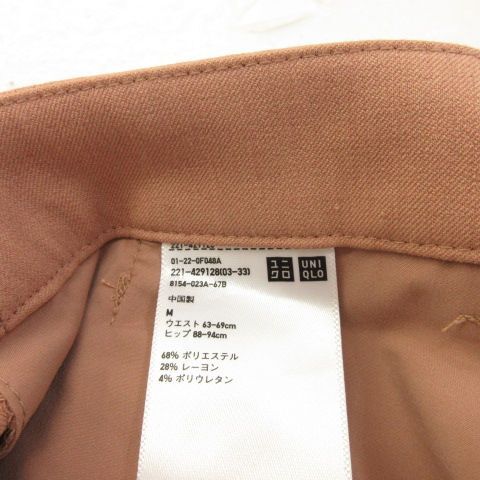 01-22-0F048A
221-429128(03-33)
8154-023A-67B
ユニクロ
UNIQLO
中国製
M
ウエスト 63-69cm
ヒップ 88-94cm
68% ポリエステル
28% レーヨン
4% ポリウレタン